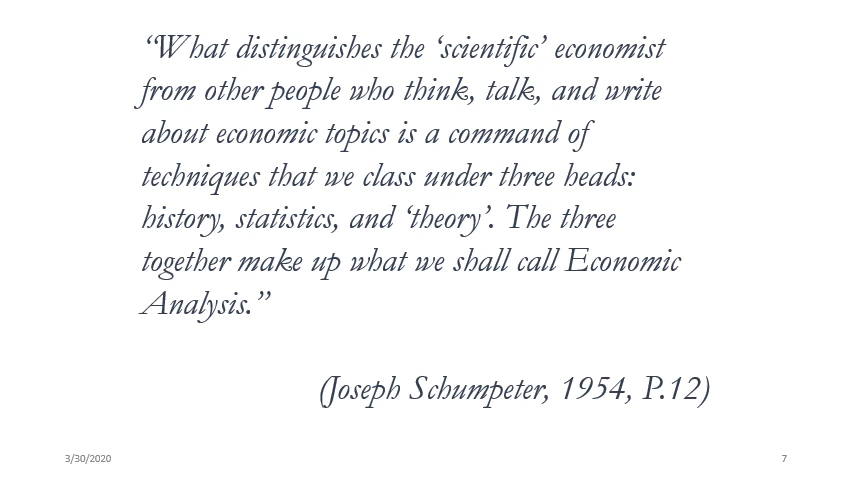 “What distinguishes the ‘scientific’ economist
from other people who think, talk, and write
about economic topics is a command of
techniques that we class under three heads:
history, statistics, and ‘theory’. The three
together make up what we shall call Economic
Analysis.”
(Joseph Schumpeter, 1954, P.12)
3/30/2020
7